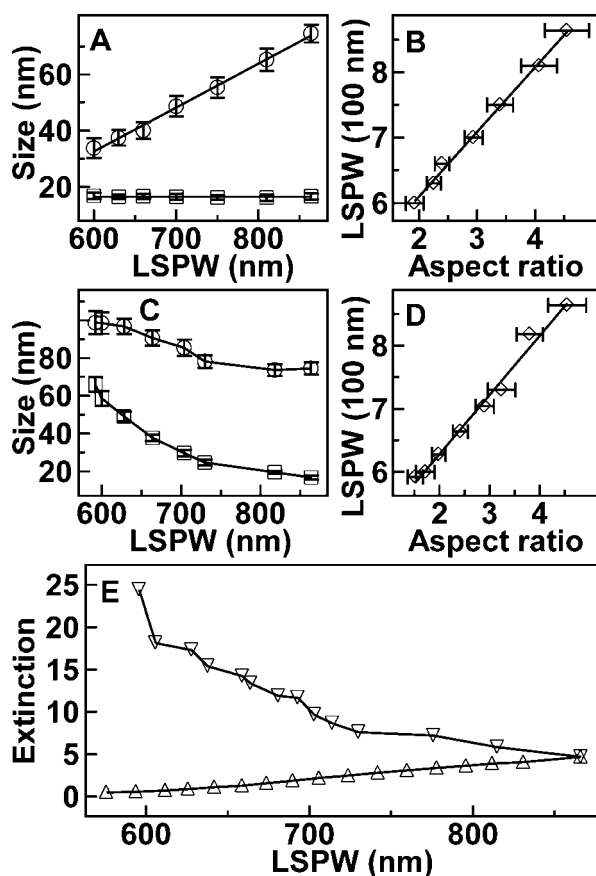 A
Size (nm)
60
40
20
600 700 800
LSPW (nm)
B
LSPW (100 nm)
8
7
6
2 3 4
Aspect ratio
C
Size (nm)
80
60
40
20
600 700 800
LSPW (nm)
D
LSPW (100 nm)
8
7
6
2 3 4
Aspect ratio
E
Extinction
25
20
15
10
5
0
600 700 800
LSPW (nm)